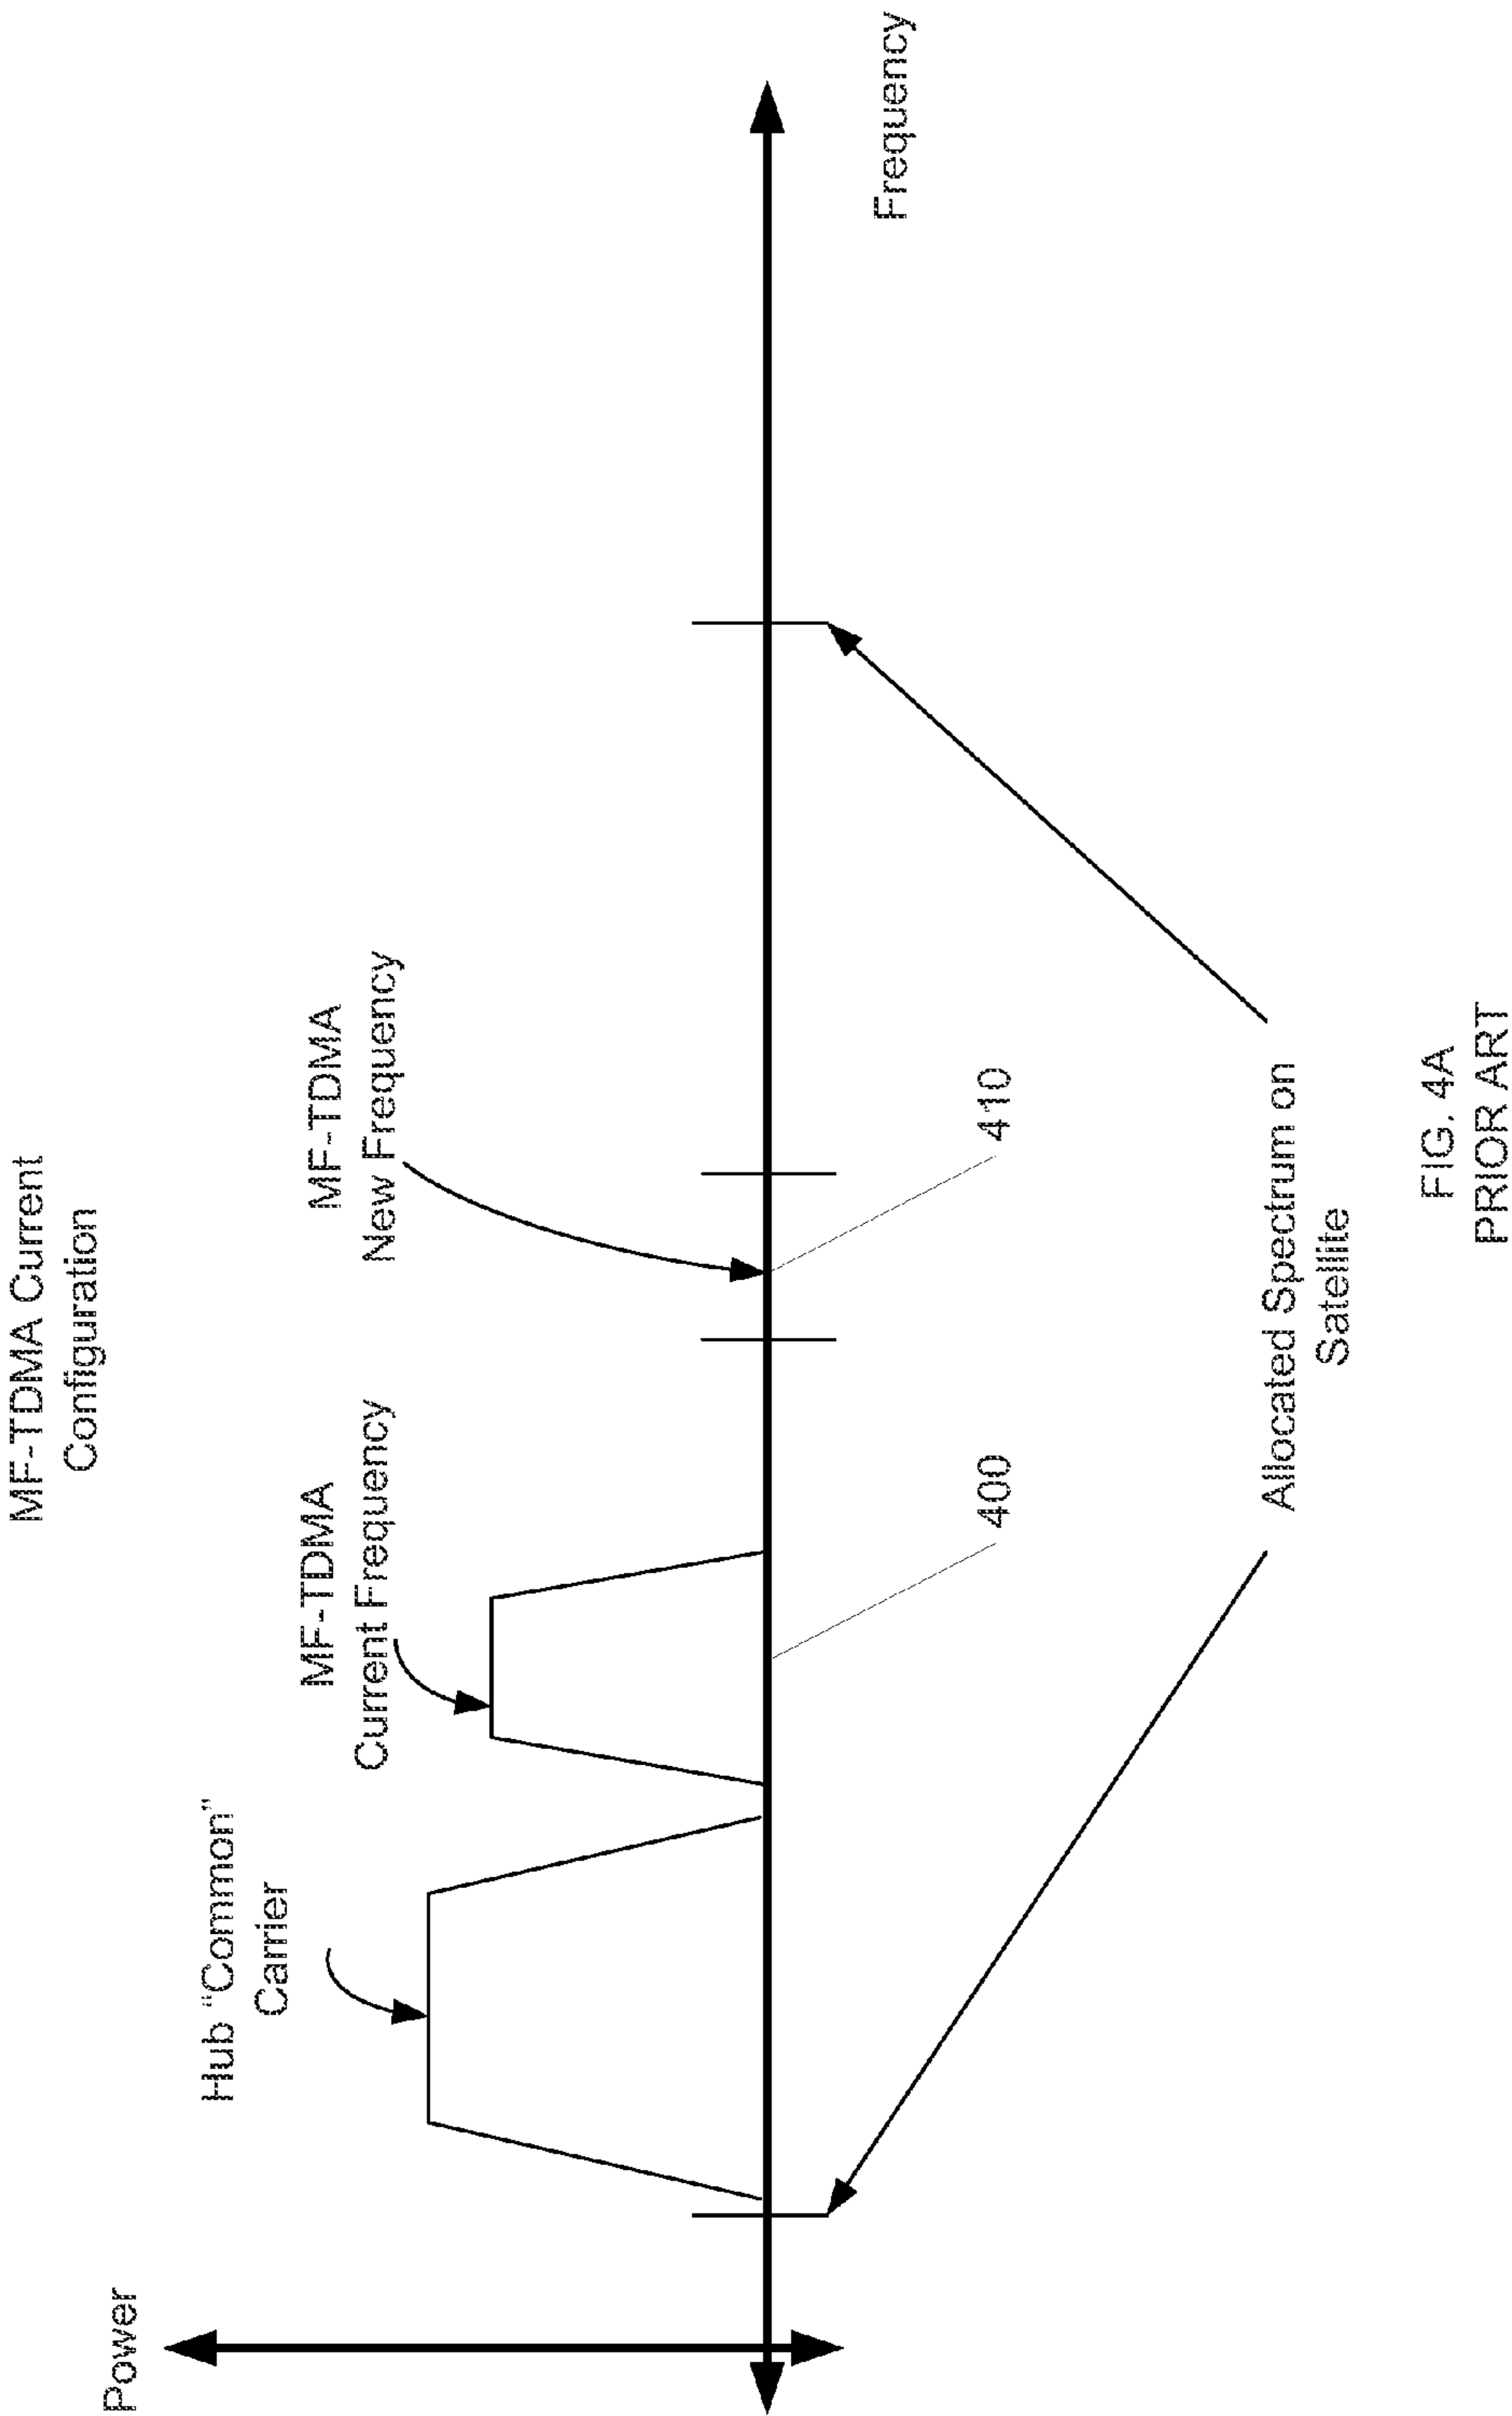 MF-TDMA Current
Configuration
Power
Hub “Common”
Carrier
MF-TDMA
Current Frequency
MF-TDMA
New Frequency
Frequency
400
410
Allocated Spectrum on
Satellite
FIG. 4A
PRIOR ART